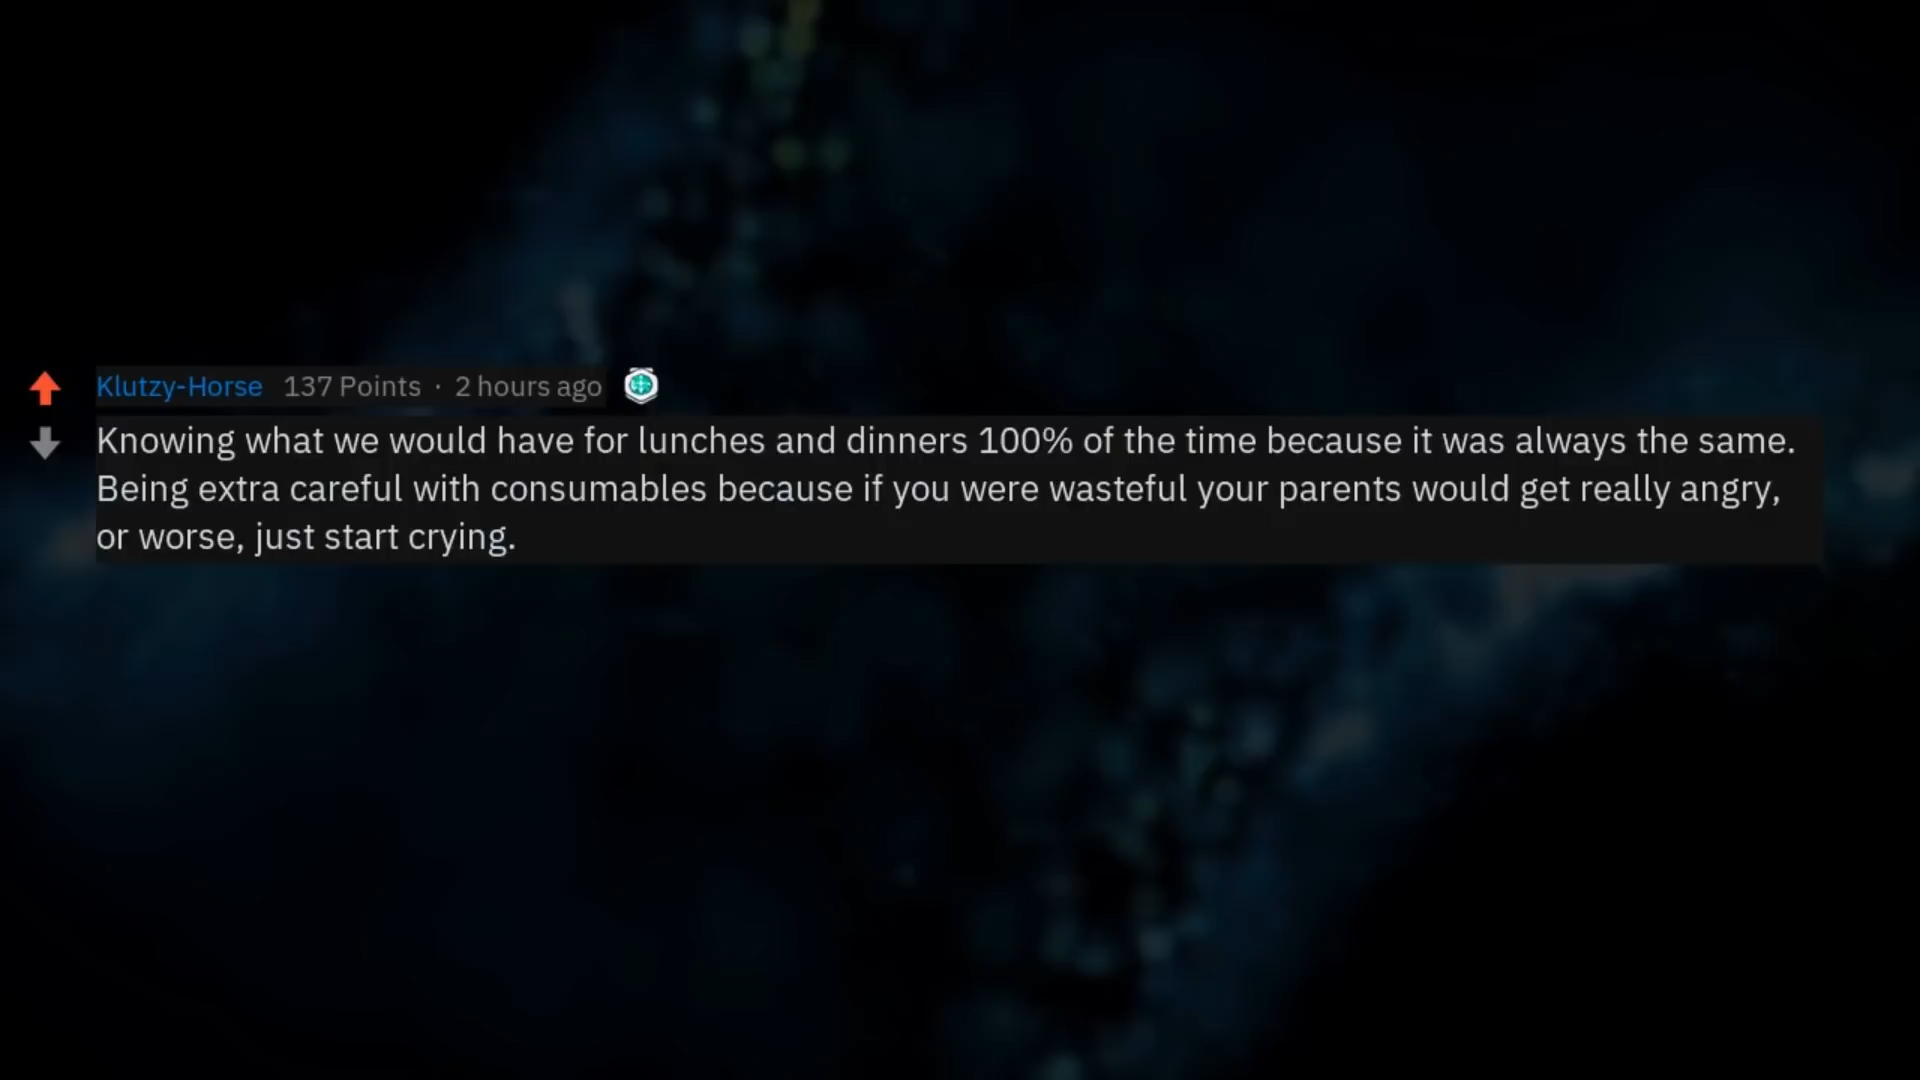 Klutzy-Horse 137 Points · 2 hours ago
Knowing what we would have for lunches and dinners 100% of the time because it was always the same.
Being extra careful with consumables because if you were wasteful your parents would get really angry,
or worse, just start crying.